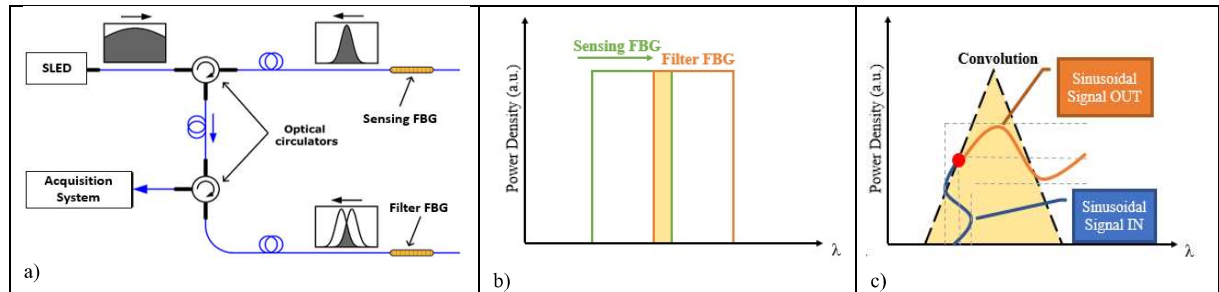 SLED
Optical
circulators
Sensing FBG
Acquisition
System
Filter FBG
a)
Power Density (a.u.)
Sensing FBG
Filter FBG
λ
b)
Power Density (a.u.)
Convolution
Sinusoidal
Signal OUT
Sinusoidal
Signal IN
λ
c)